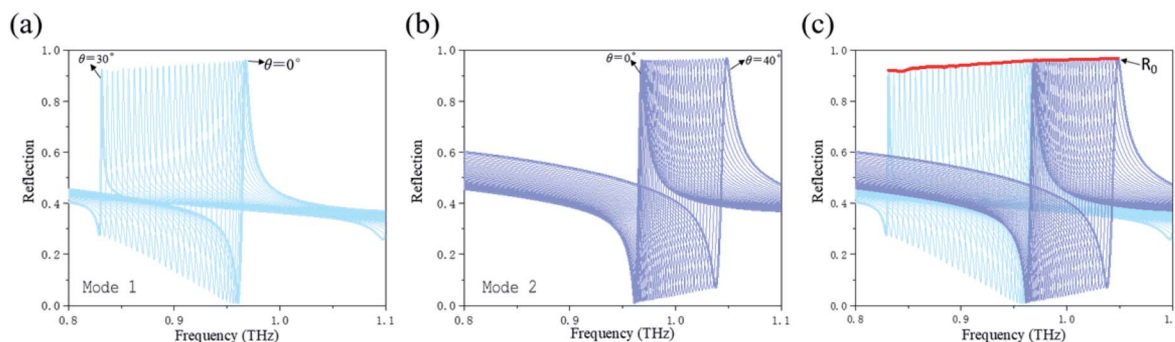 (a)
(b)
(c)
1.0
0.8
0.6
0.4
0.2
0.0
Reflection
θ=30°
θ=0°
Mode 1
0.8
0.9
1.0
1.1
Frequency (THz)
1.0
0.8
0.6
0.4
0.2
0.0
Reflection
θ=0°
θ=40°
Mode 2
0.8
0.9
1.0
1.1
Frequency (THz)
1.0
0.8
0.6
0.4
0.2
0.0
Reflection
R0
0.8
0.9
1.0
1.
Frequency (THz)